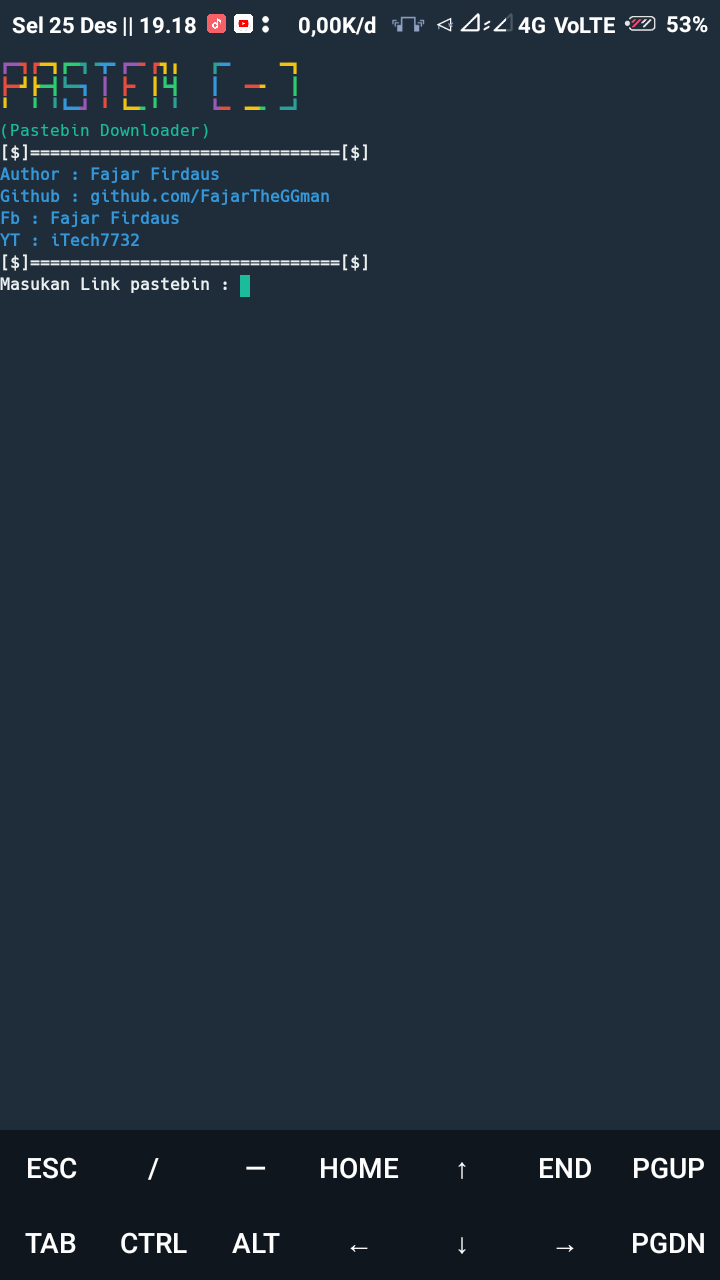 Sel 25 Des || 19.18 0,00K/d 4G VoLTE 53%
(Pastebin Downloader)
[$]===============================[$]
Author : Fajar Firdaus
Github : github.com/FajarTheGGman
Fb : Fajar Firdaus
YT : iTech7732
[$]===============================[$]
Masukan Link pastebin :
ESC / — HOME ↑ END PGUP
TAB CTRL ALT ← ↓ → PGDN